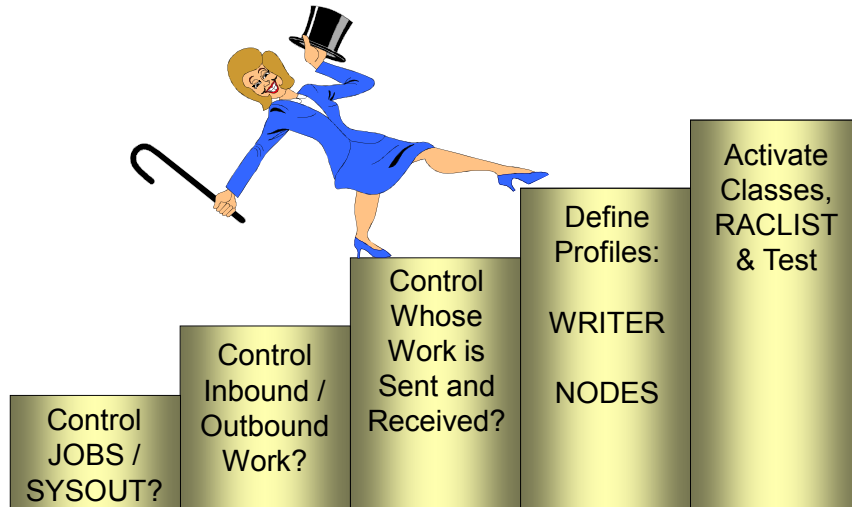 Control
JOBS /
SYSOUT?
Control
Inbound /
Outbound
Work?
Control
Whose
Work is
Sent and
Received?
Define
Profiles:
WRITER
NODES
Activate
Classes,
RACLIST
& Test